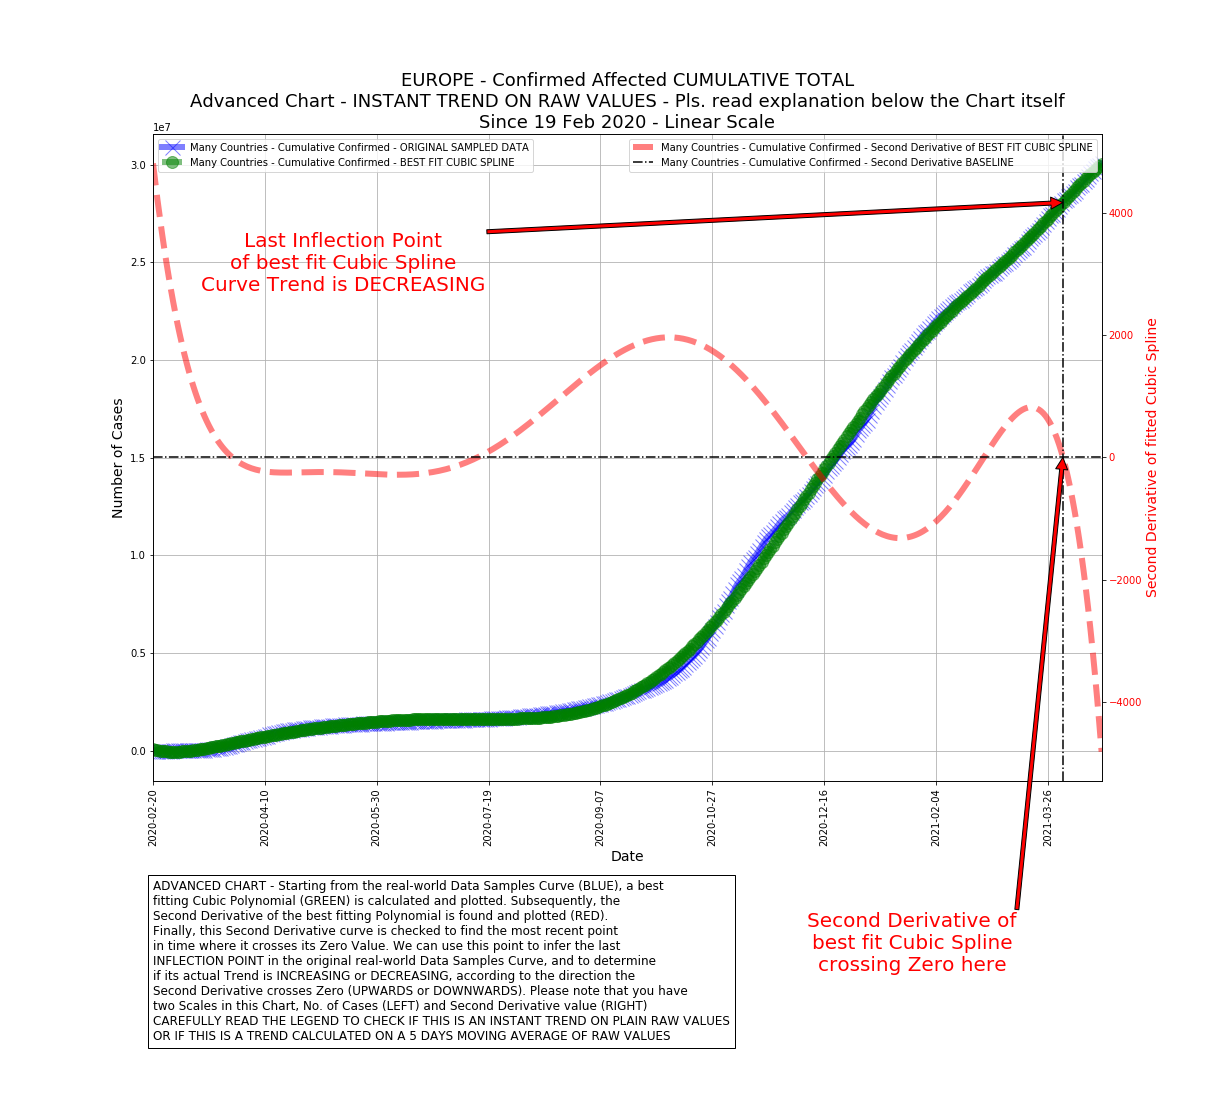 EUROPE - Confirmed Affected CUMULATIVE TOTAL
Advanced Chart - INSTANT TREND ON RAW VALUES - Pls. read explanation below the Chart itself
Since 19 Feb 2020 - Linear Scale
1e7
Many Countries - Cumulative Confirmed - ORIGINAL SAMPLED DATA
Many Countries - Cumulative Confirmed - BEST FIT CUBIC SPLINE
Many Countries - Cumulative Confirmed - Second Derivative of BEST FIT CUBIC SPLINE
Many Countries - Cumulative Confirmed - Second Derivative BASELINE
Last Inflection Point
of best fit Cubic Spline
Curve Trend is DECREASING
Number of Cases
3.0
2.5
2.0
1.5
1.0
0.5
0.0
4000
2000
0
−2000
−4000
Second Derivative of fitted Cubic Spline
2020-02-20
2020-04-10
2020-05-30
2020-07-19
2020-09-07
2020-10-27
2020-12-16
2021-02-04
2021-03-26
Date
Second Derivative of
best fit Cubic Spline
crossing Zero here
ADVANCED CHART - Starting from the real-world Data Samples Curve (BLUE), a best
fitting Cubic Polynomial (GREEN) is calculated and plotted. Subsequently, the
Second Derivative of the best fitting Polynomial is found and plotted (RED).
Finally, this Second Derivative curve is checked to find the most recent point
in time where it crosses its Zero Value. We can use this point to infer the last
INFLECTION POINT in the original real-world Data Samples Curve, and to determine
if its actual Trend is INCREASING or DECREASING, according to the direction the
Second Derivative crosses Zero (UPWARDS or DOWNWARDS). Please note that you have
two Scales in this Chart, No. of Cases (LEFT) and Second Derivative value (RIGHT)
CAREFULLY READ THE LEGEND TO CHECK IF THIS IS AN INSTANT TREND ON PLAIN RAW VALUES
OR IF THIS IS A TREND CALCULATED ON A 5 DAYS MOVING AVERAGE OF RAW VALUES